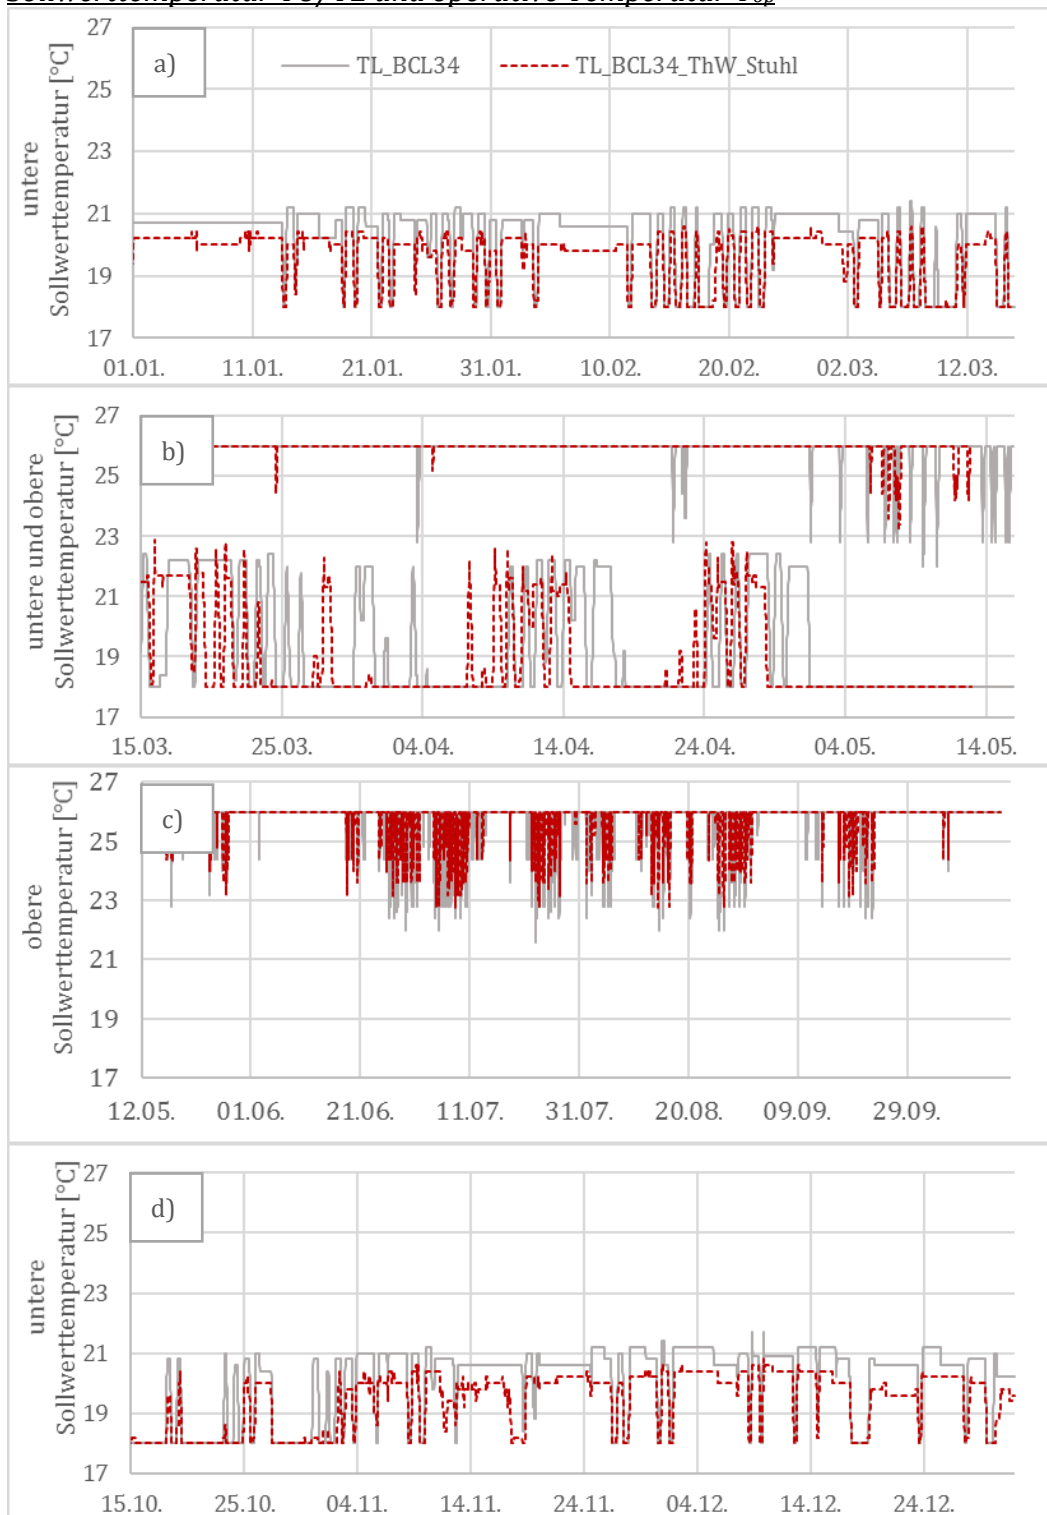 27
a)
TL_BCL34
TL_BCL34_ThW_Stuhl
25
23
21
19
17
untere
Sollwerttemperatur [°C]
01.01. 11.01. 21.01. 31.01. 10.02. 20.02. 02.03. 12.03.
27
b)
25
23
21
19
17
untere und obere
Sollwerttemperatur [°C]
15.03. 25.03. 04.04. 14.04. 24.04. 04.05. 14.05.
27
c)
25
23
21
19
17
obere
Sollwerttemperatur [°C]
12.05. 01.06. 21.06. 11.07. 31.07. 20.08. 09.09. 29.09.
27
d)
25
23
21
19
17
untere
Sollwerttemperatur [°C]
15.10. 25.10. 04.11. 14.11. 24.11. 04.12. 14.12. 24.12.